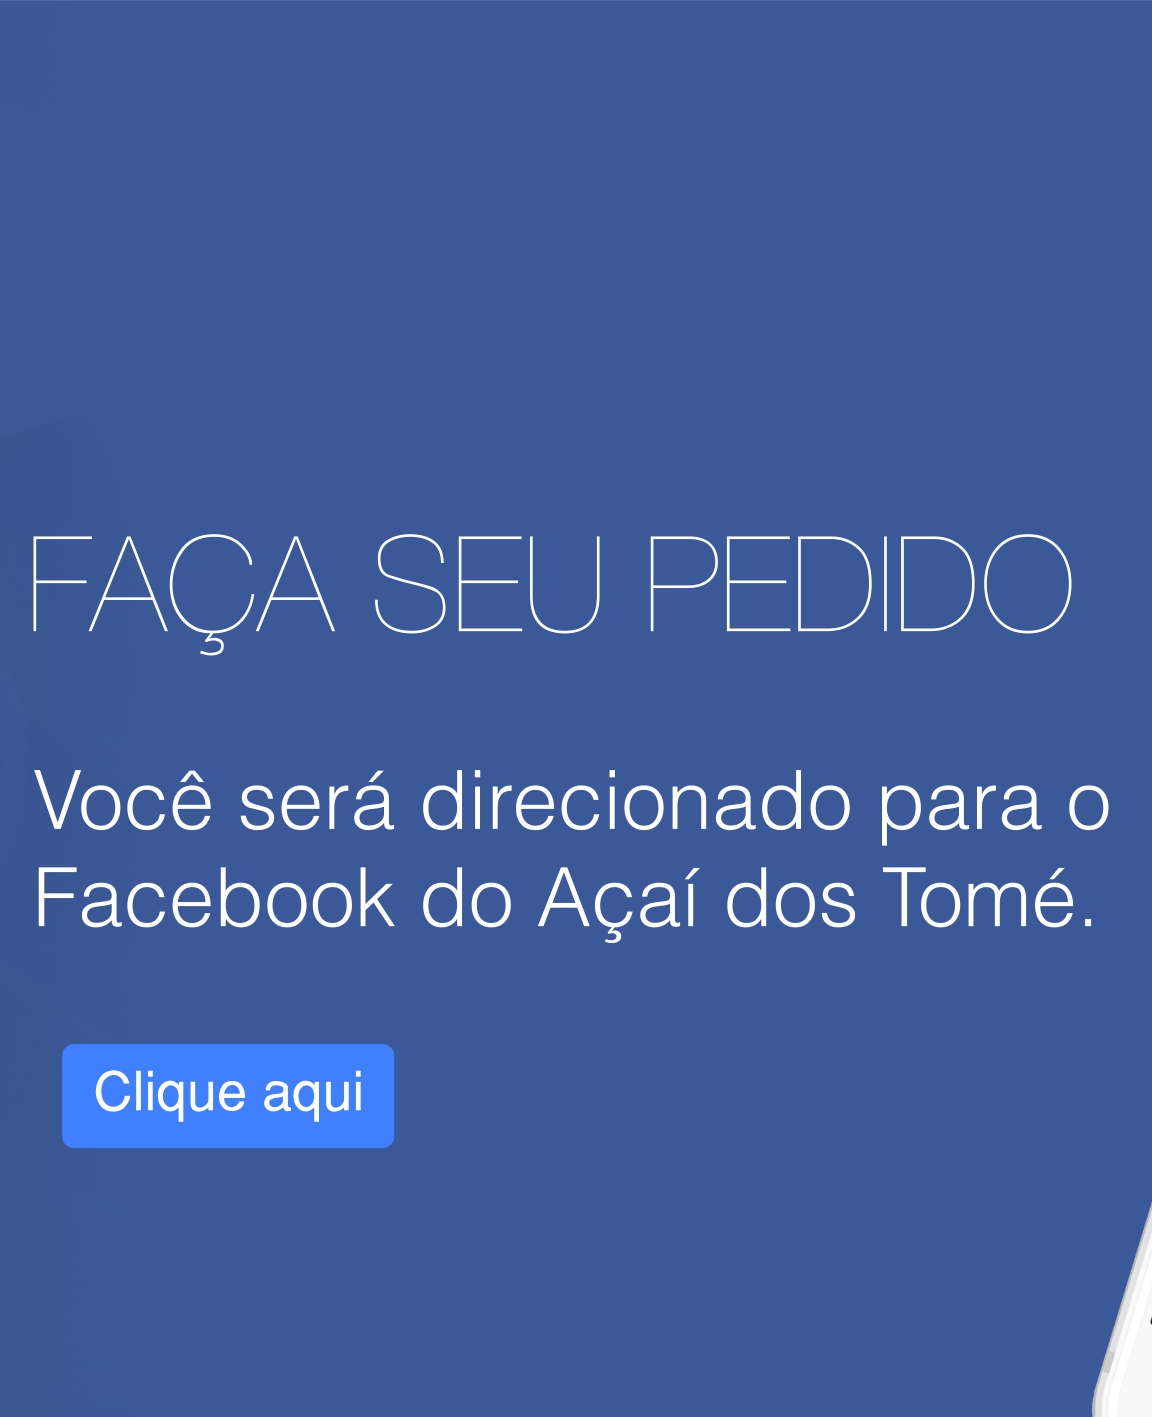 FAÇA SEU PEDIDO
Você será direcionado para o
Facebook do Açaí dos Tomé.
Clique aqui